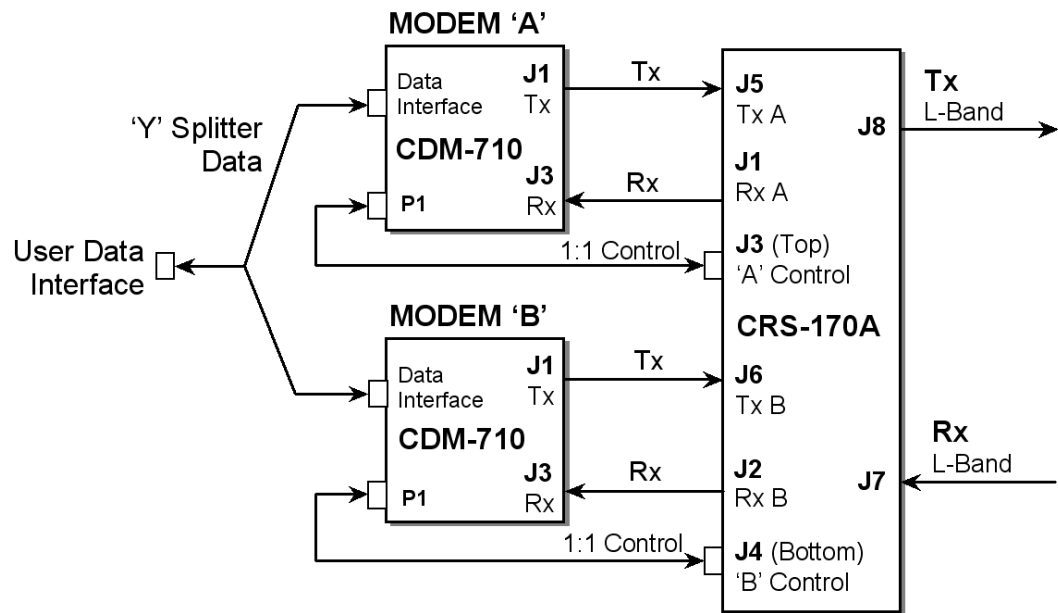 MODEM ‘A’
Data
Interface
J1
Tx
CDM-710
J3
Rx
P1
‘Y’ Splitter
Data
User Data
Interface
Tx
Rx
1:1 Control
MODEM ‘B’
Data
Interface
J1
Tx
CDM-710
J3
Rx
P1
Tx
Rx
1:1 Control
J5
Tx A
J1
Rx A
J3 (Top)
‘A’ Control
CRS-170A
J6
Tx B
J2
Rx B
J4 (Bottom)
‘B’ Control
J8
J7
Tx
L-Band
Rx
L-Band